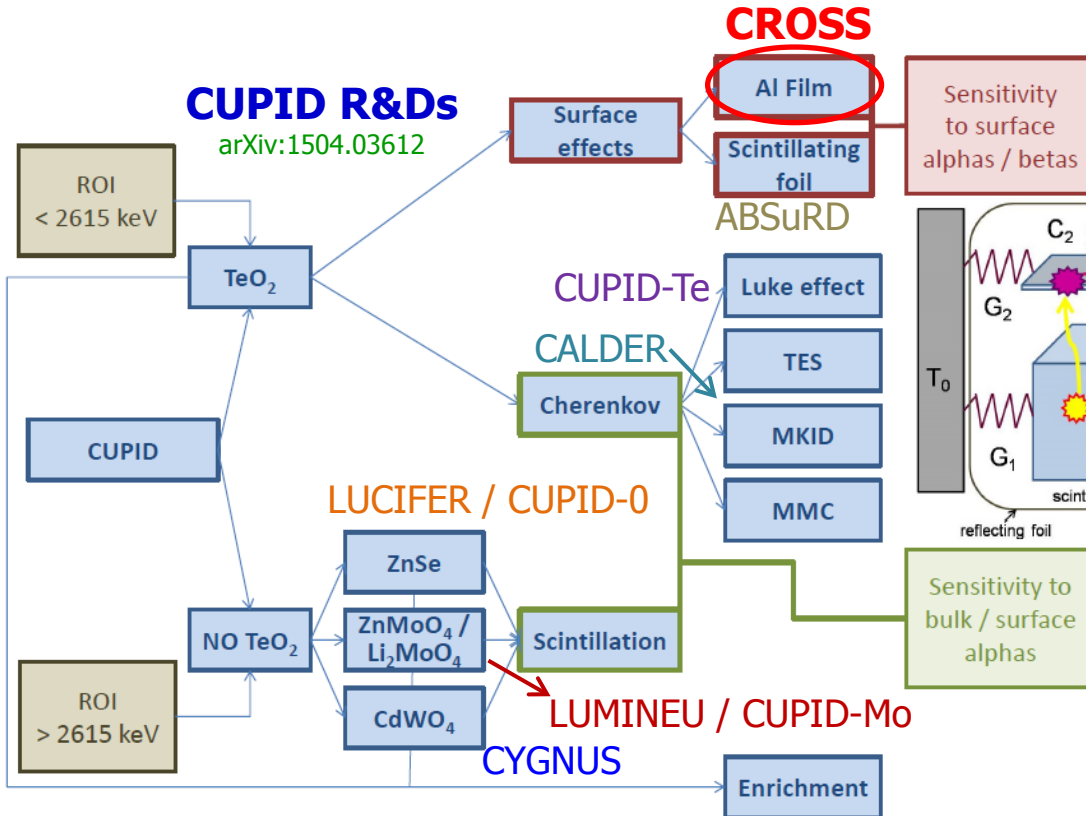 CROSS
CUPID R&Ds
arXiv:1504.03612
Al Film
Surface
effects
Scintillating
foil
Sensitivity
to surface
alphas / betas
ROI
< 2615 keV
ABSuRD
TeO₂
CUPID-Te
Luke effect
CALDER
TES
Cherenkov
MKID
MMC
CUPID
C₂
G₂
T₀
G₁
scint
reflecting foil
LUCIFER / CUPID-0
ZnSe
ZnMoO₄ /
Li₂MoO₄
CdWO₄
NO TeO₂
Scintillation
Sensitivity to
bulk / surface
alphas
ROI
> 2615 keV
LUMINEU / CUPID-Mo
CYGNUS
Enrichment